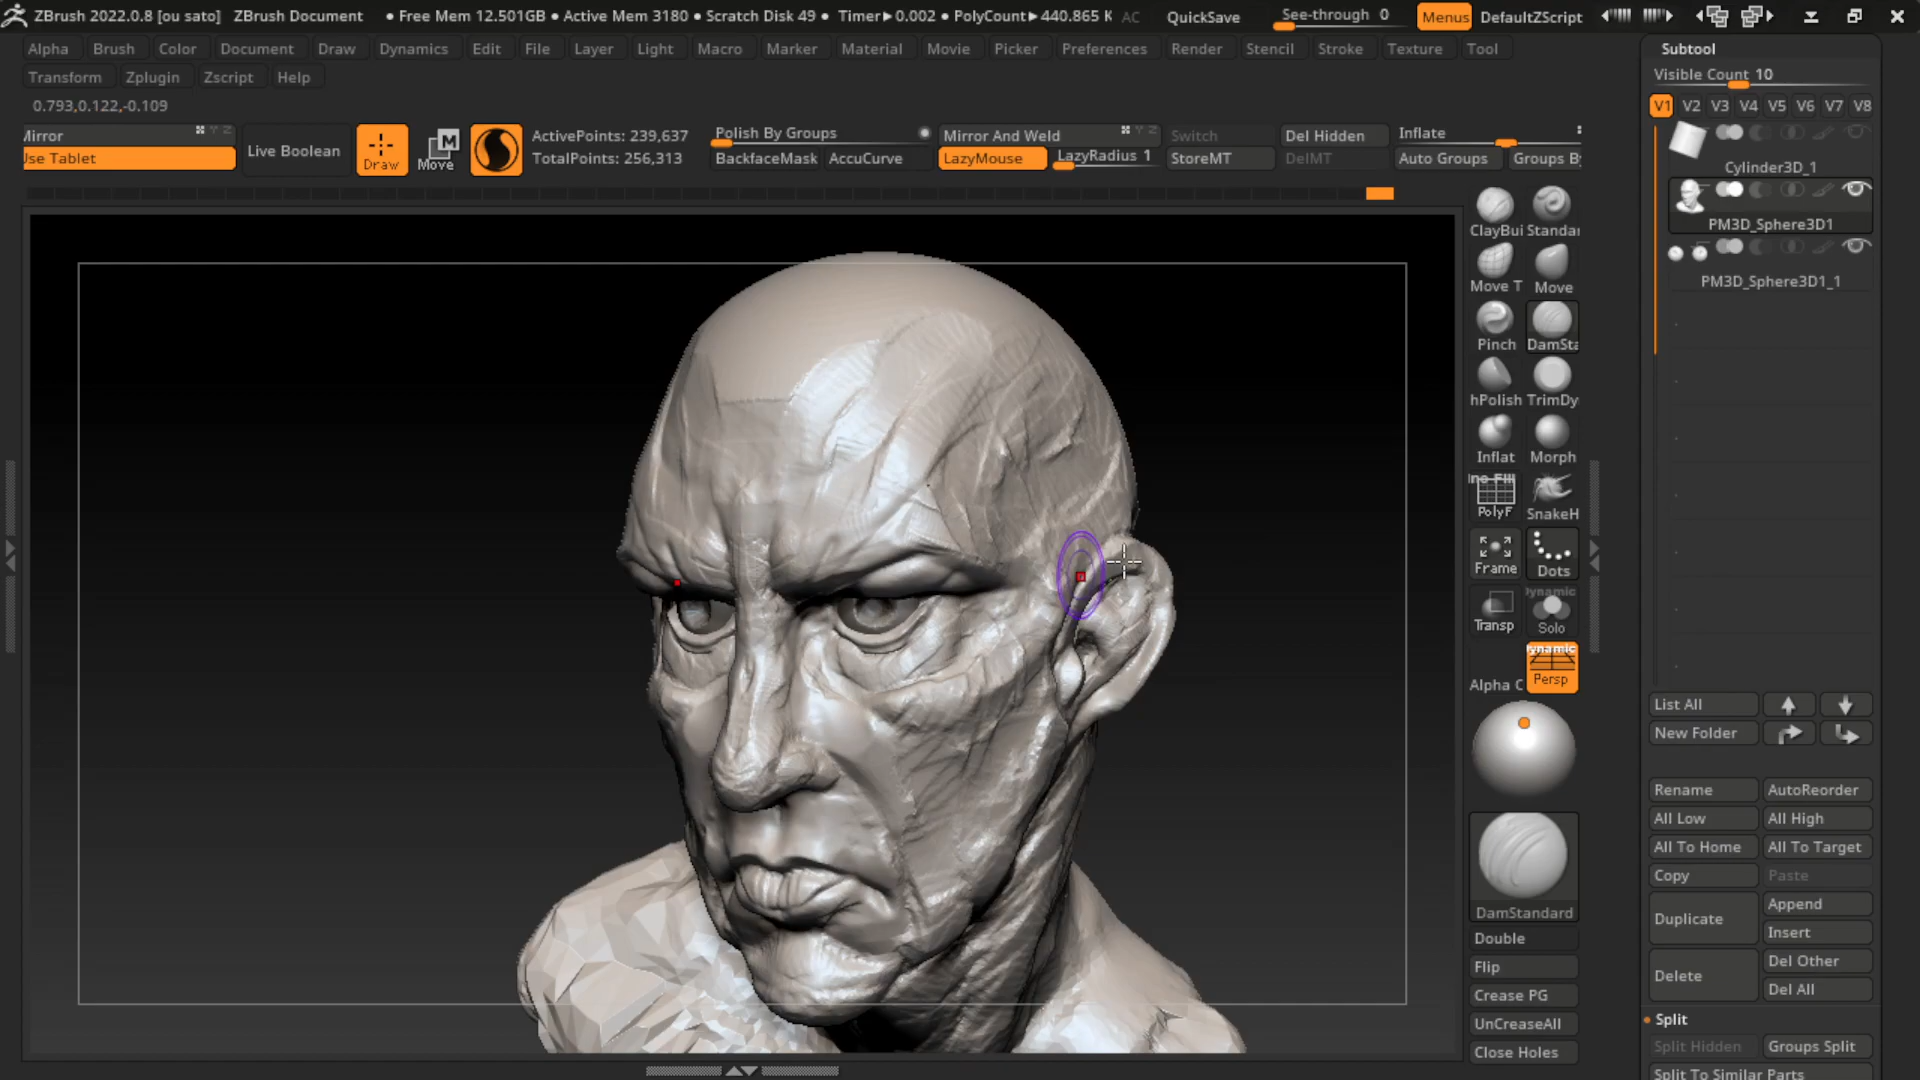 ZBrush 2022.0.8 [ou sato] ZBrush Document • Free Mem 12.501GB • Active Mem 3180 • Scratch Disk 49 • Timer▸0.002 • PolyCount▸440.865 K AC QuickSave See-through 0 Menus DefaultZScript
Alpha Brush Color Document Draw Dynamics Edit File Layer Light Macro Marker Material Movie Picker Preferences Render Stencil Stroke Texture Tool
Transform Zplugin Zscript Help
0.793,0.122,-0.109
Mirror
Use Tablet
Live Boolean
Draw
Move
M
ActivePoints: 239,637
TotalPoints: 256,313
Polish By Groups
BackfaceMask AccuCurve
Mirror And Weld
LazyMouse LazyRadius 1
Switch
StoreMT
Del Hidden
DelMT
Inflate
Auto Groups Groups By
ClayBui Standar
Move T Move
Pinch DamSta
hPolish TrimDy
Inflat Morph
PolyF SnakeH
Frame Dots
Transp Dynamic
Solo
Alpha C Dynamic
Persp
DamStandard
Double
Flip
Crease PG
UnCreaseAll
Close Holes
Subtool
Visible Count 10
V1 V2 V3 V4 V5 V6 V7 V8
Cylinder3D_1
PM3D_Sphere3D1
PM3D_Sphere3D1_1
List All
New Folder
Rename AutoReorder
All Low All High
All To Home All To Target
Copy Paste
Duplicate Append
Insert
Delete Del Other
Del All
Split
Split Hidden Groups Split
Split To Similar Parts